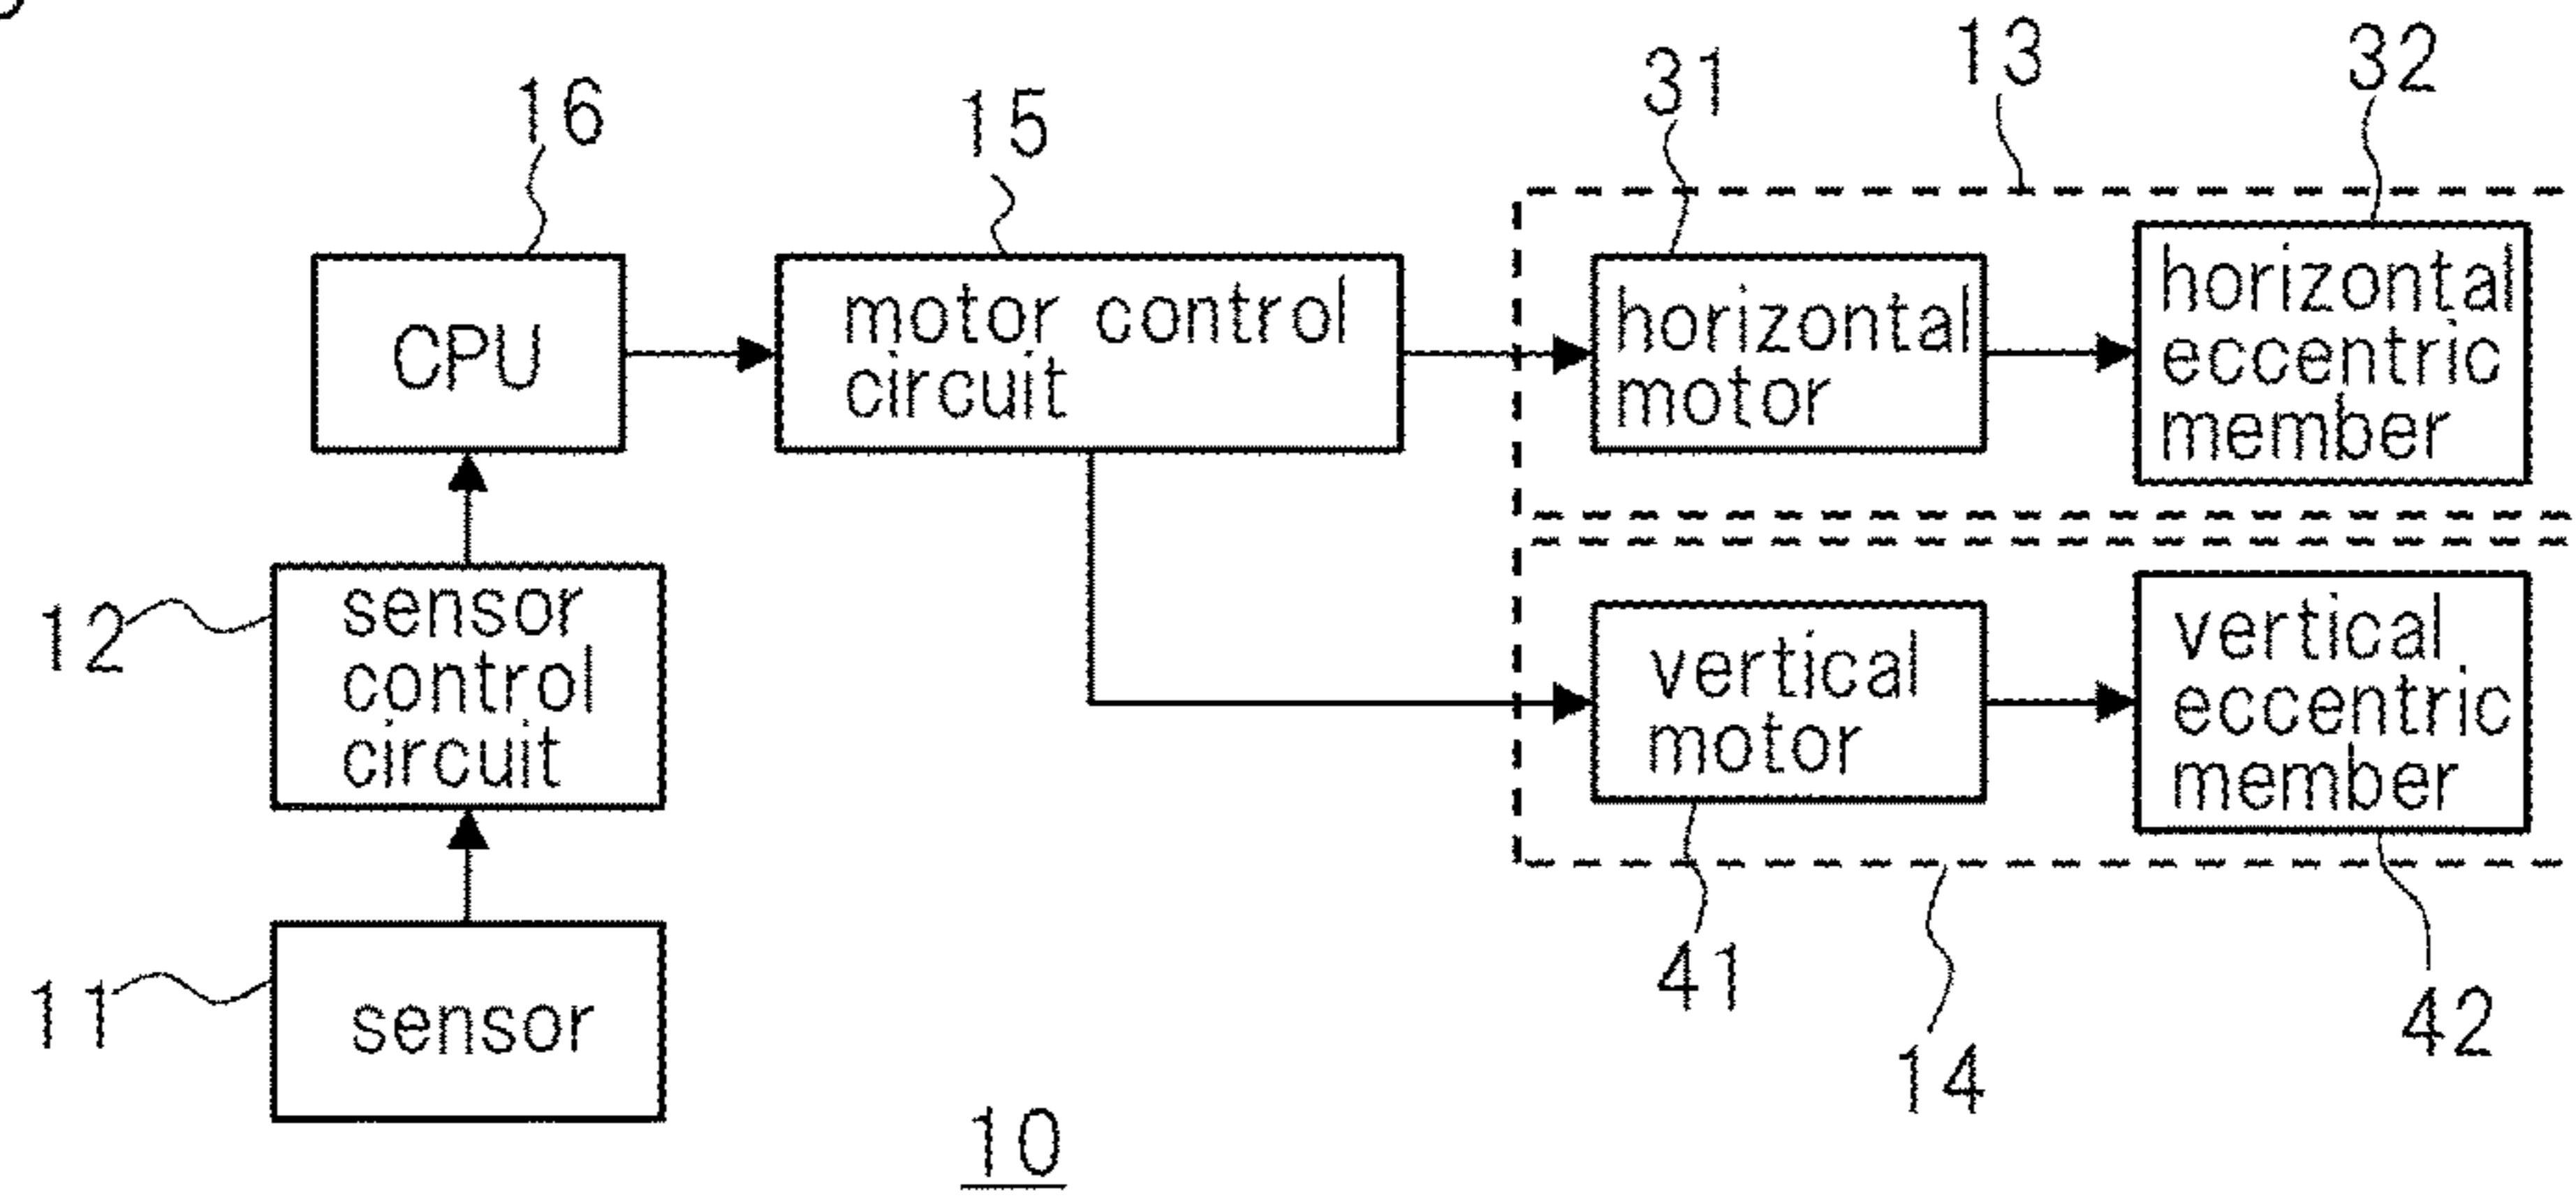 13
32
31
16
15
CPU
motor control
circuit
horizontal
motor
horizontal
eccentric
member
12
sensor
control
circuit
vertical
motor
vertical
eccentric
member
11
sensor
41
42
14
10